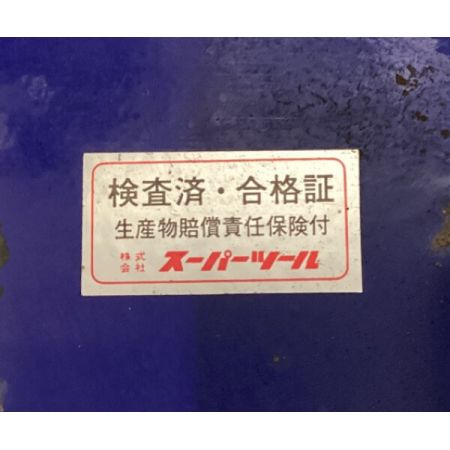 検査済・合格証
生産物賠償責任保険付
株式会社 スーパーツール